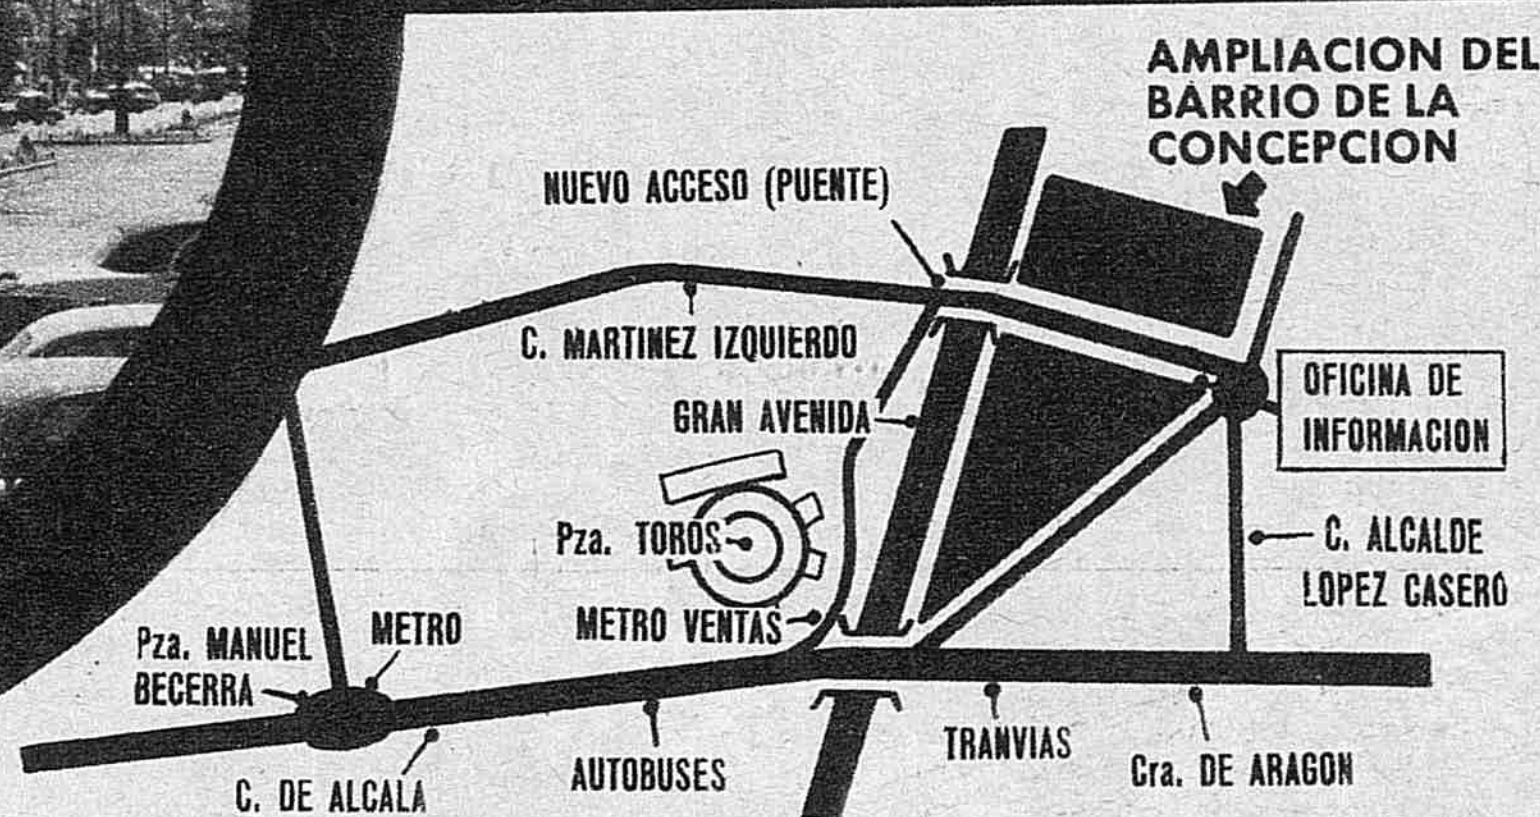 AMPLIACION DEL
BARRIO DE LA
CONCEPCION
NUEVO ACCESO (PUENTE)
C. MARTINEZ IZQUIERDO
GRAN AVENIDA
OFICINA DE
INFORMACION
Pza. TOROS
C. ALCALDE
LOPEZ CASERO
METRO VENTAS
Pza. MANUEL
BECERRA
METRO
C. DE ALCALA
AUTOBUSES
TRANVIAS
Cra. DE ARAGON